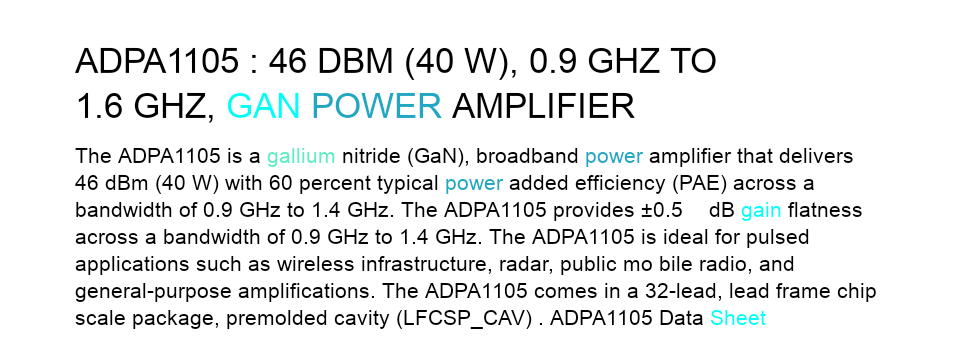 ADPA1105 : 46 DBM (40 W), 0.9 GHZ TO
1.6 GHZ, GAN POWER AMPLIFIER
The ADPA1105 is a gallium nitride (GaN), broadband power amplifier that delivers
46 dBm (40 W) with 60 percent typical power added efficiency (PAE) across a
bandwidth of 0.9 GHz to 1.4 GHz. The ADPA1105 provides ±0.5 dB gain flatness
across a bandwidth of 0.9 GHz to 1.4 GHz. The ADPA1105 is ideal for pulsed
applications such as wireless infrastructure, radar, public mo bile radio, and
general-purpose amplifications. The ADPA1105 comes in a 32-lead, lead frame chip
scale package, premolded cavity (LFCSP_CAV) . ADPA1105 Data Sheet